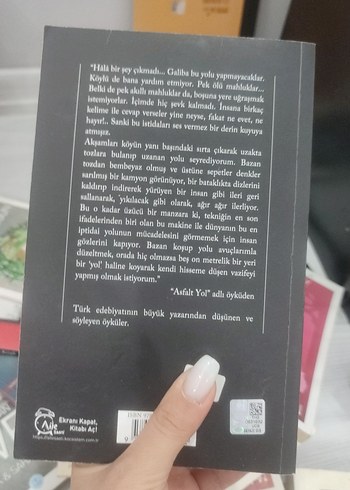 "Hâlâ bir şey çıkmadı... Galiba bu yolu yapmayacaklar.
Köylü de bana yardım etmiyor. Pek ölü mahluklar...
Belki de pek akıllı mahluklar da, boşuna yere uğraşmak
istemiyorlar. İçimde hiç şevk kalmadı. İnsana birkaç
kelime ile cevap verseler yine neyse, fakat ne ever, ne
hayır!.. Sanki bu istidaları ses vermez bir derin kuyuya
atmışız.
Akşamları köyün yanı başındaki sırta çıkarak uzakta
tozlara bulanıp uzanan yolu seyrediyorum. Bazan
tozdan bembeyaz olmuş ve üstüne sepetler denkler
sarılmış bir kamyon görünüyor, bir bataklıkta dizlerini
kaldırıp indirerek yürüyen bir insan gibi ileri geri
sallanarak, 'yıkılacak gibi olarak, ağır ağır ilerliyor.
Bu o kadar üzücü bir manzara ki, tekniğin en son
ifadelerinden biri olan bu makine ile dünyanın bu en
iptidai yolunun mücadelesini görmemek için insan
gözlerini kapıyor. Bazan koşup yolu avuçlarımla
düzeltmek, orada hiç olmazsa beş on metrelik bir yeri
bir 'yol' haline koyarak kendi hisseme düşen vazifeyi
yapmış olmak istiyorum."
"Asfalt Yol" adlı öyküden
Türk edebiyatının büyük yazarından düşünen ve
söyleyen öyküler.
Aile
Ekranı Kapat,
Kitabı Aç!
ISBN